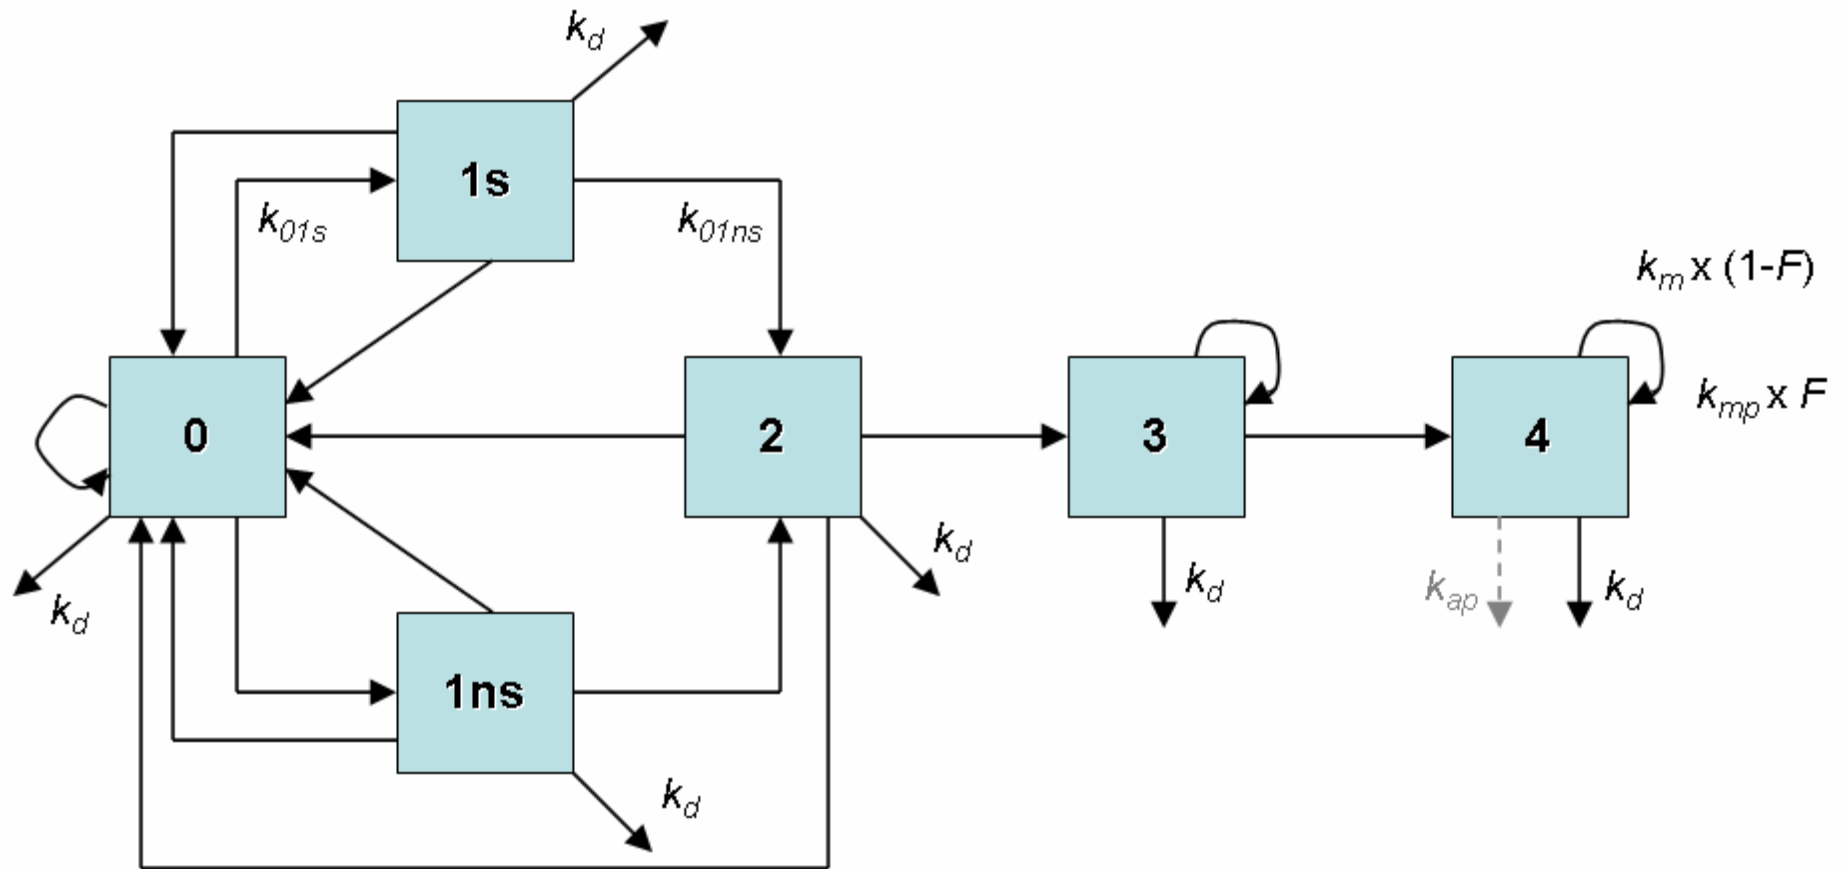 k_d
1s
k_01s
k_01ns
k_m x (1-F)
k_mp x F
0
2
3
4
k_d
k_d
k_d
k_ap
k_d
1ns
k_d